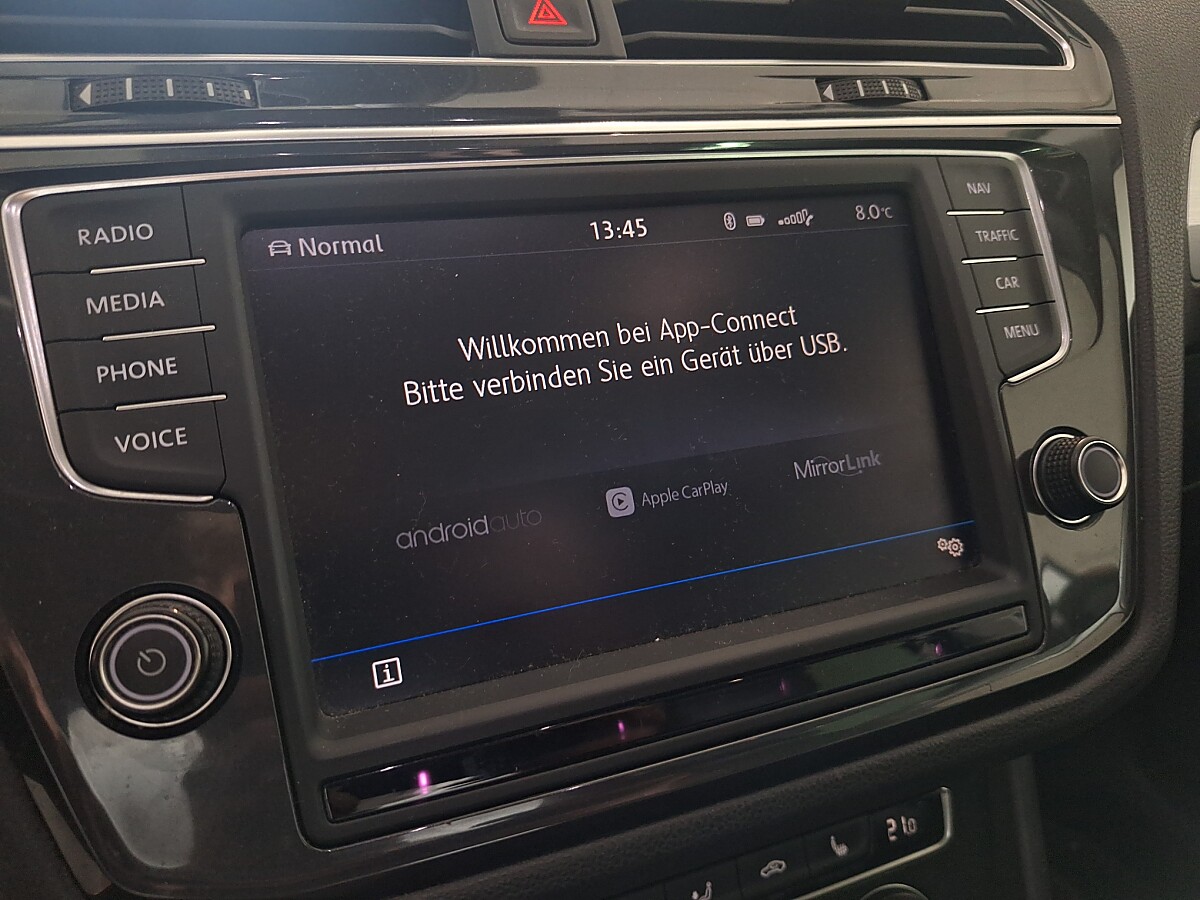 RADIO
MEDIA
PHONE
VOICE
Normal
13:45
8.0°C
Willkommen bei App-Connect
Bitte verbinden Sie ein Gerät über USB.
androidauto
Apple CarPlay
MirrorLink
i
NAV
TRAFFIC
CAR
MENU